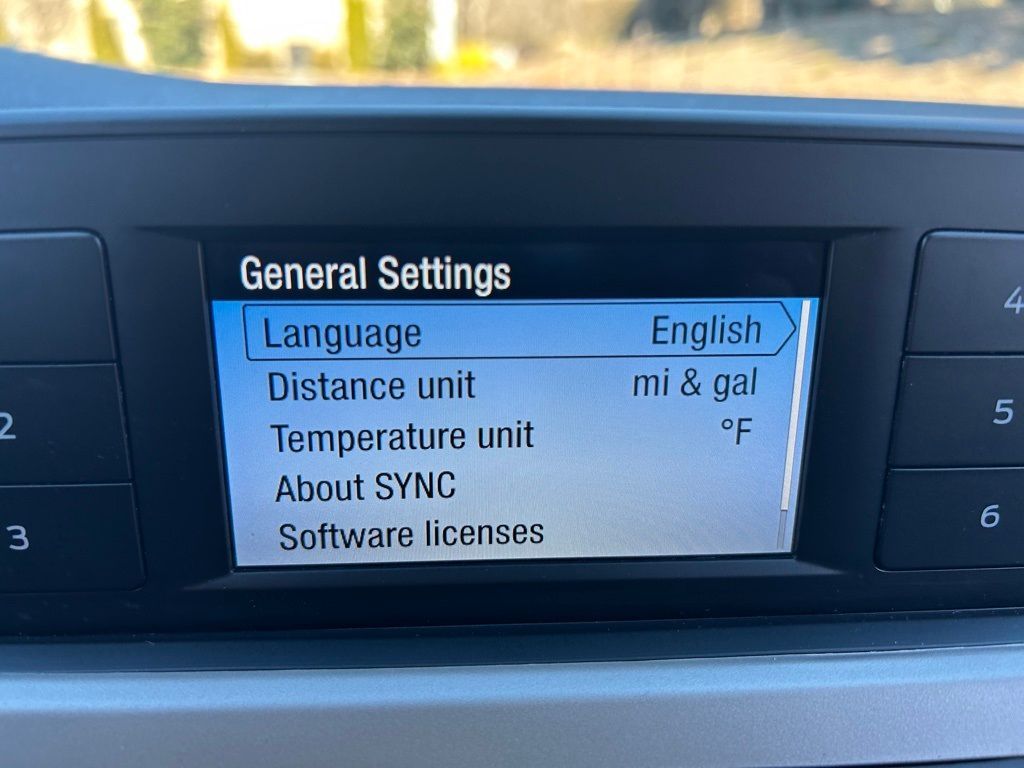 General Settings
Language English
Distance unit mi & gal
Temperature unit °F
About SYNC
Software licenses
2
3
4
5
6